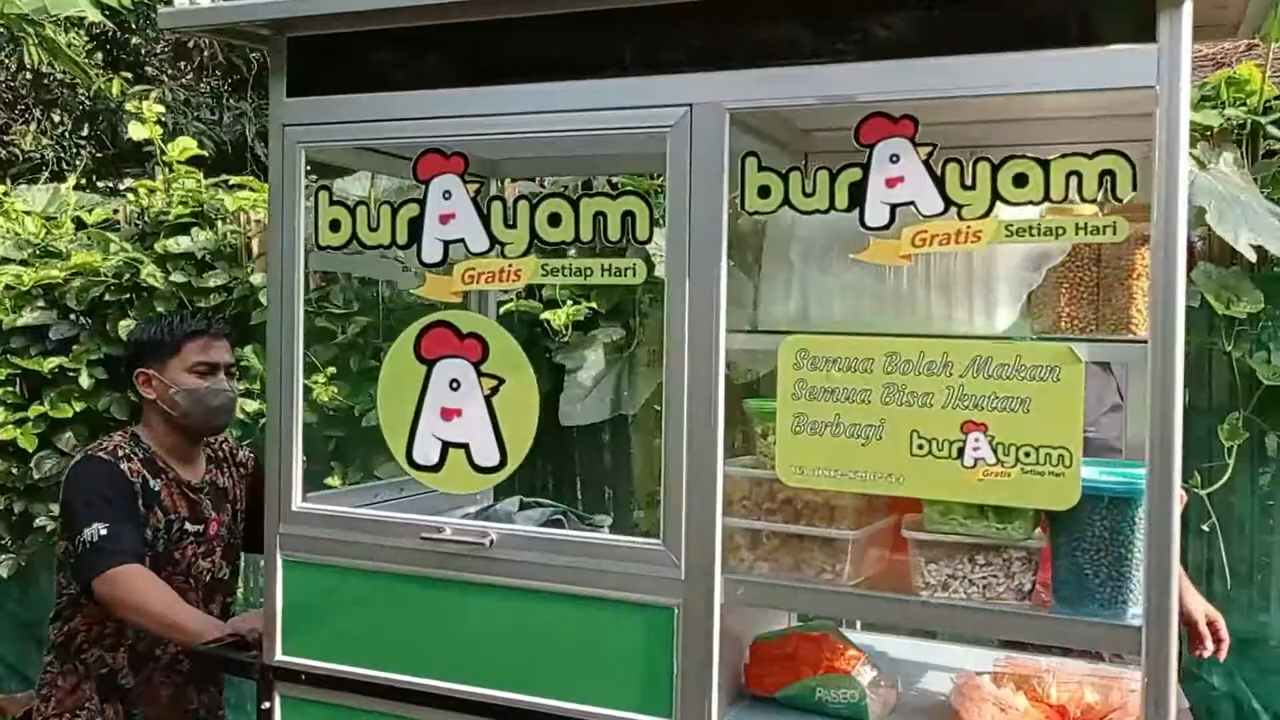 burAyam
Gratis Setiap Hari
burAyam
Gratis Setiap Hari
A
Semua Boleh Makan
Semua Bisa Ikutan
Berbagi
burAyam
Gratis Setiap Hari
PASEO